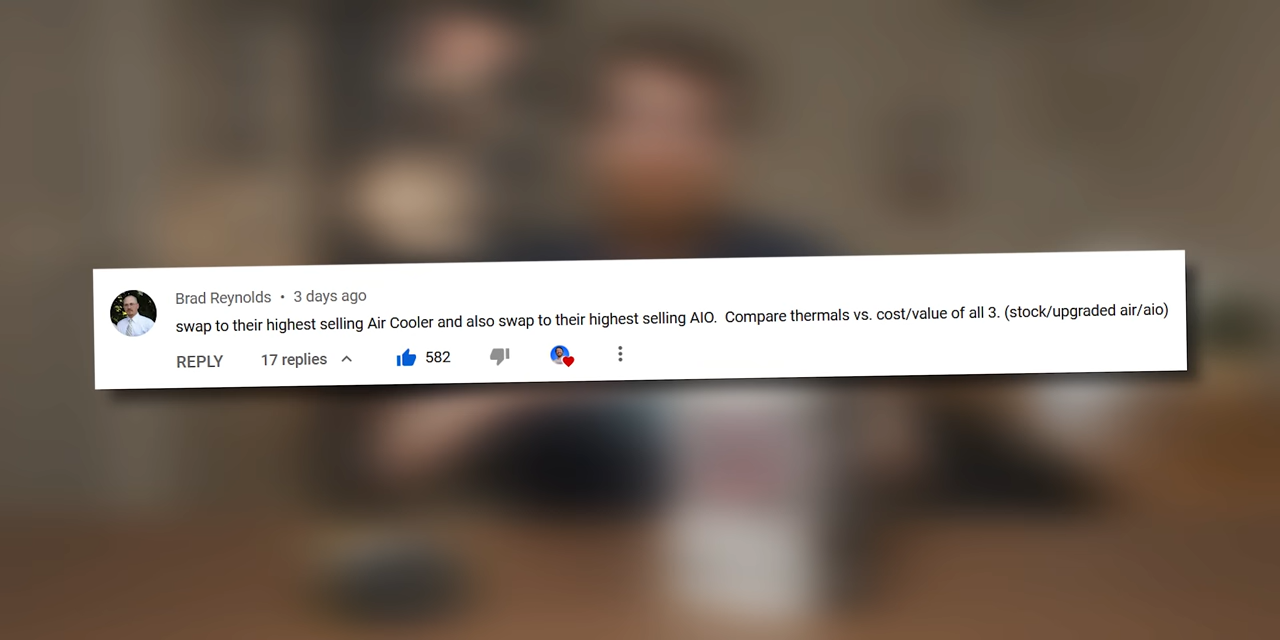 Brad Reynolds • 3 days ago
swap to their highest selling Air Cooler and also swap to their highest selling AIO.  Compare thermals vs. cost/value of all 3. (stock/upgraded air/aio)
REPLY 17 replies 582